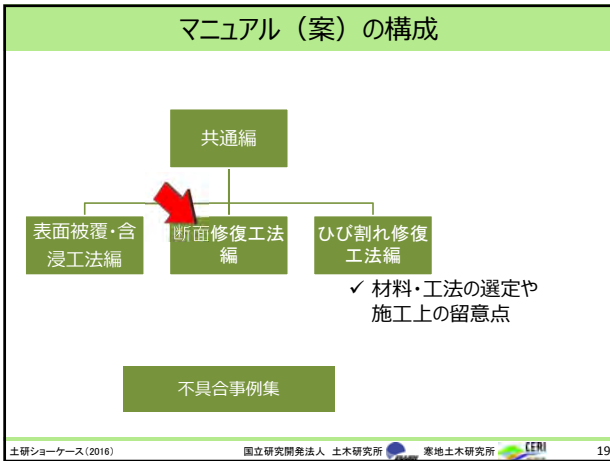 マニュアル（案）の構成
共通編
表面被覆・含
浸工法編
断面修復工法
編
ひび割れ修復
工法編
✓ 材料・工法の選定や
施工上の留意点
不具合事例集
土研ショーケース(2016)
国立研究開発法人 土木研究所
寒地土木研究所
CERI
19